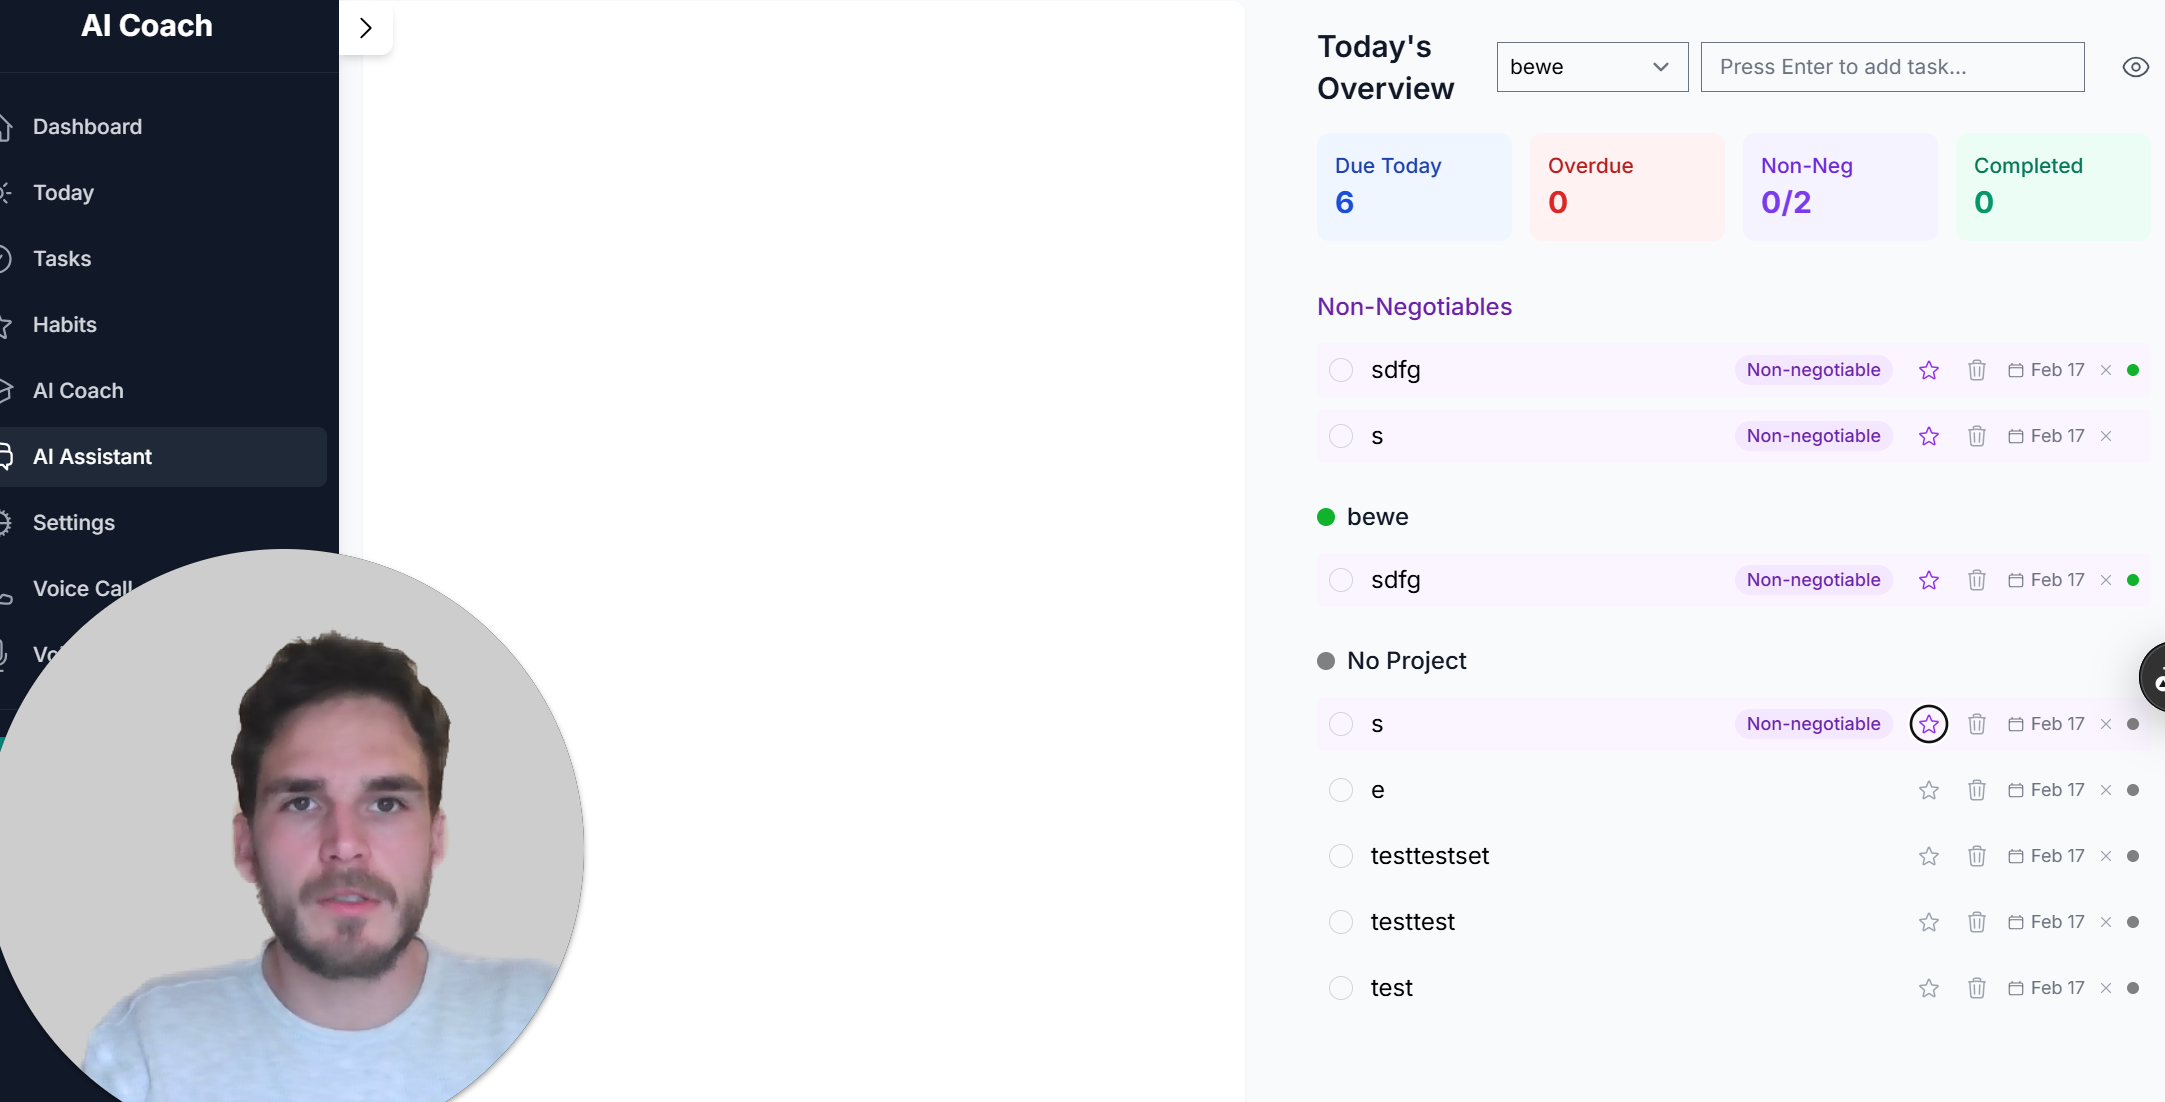 AI Coach
Dashboard
Today
Tasks
Habits
AI Coach
AI Assistant
Settings
Voice Call
Today's
Overview
bewe
Press Enter to add task...
Due Today
6
Overdue
0
Non-Neg
0/2
Completed
0
Non-Negotiables
sdfg Non-negotiable Feb 17
s Non-negotiable Feb 17
bewe
sdfg Non-negotiable Feb 17
No Project
s Non-negotiable Feb 17
e Feb 17
testtestset Feb 17
testtest Feb 17
test Feb 17